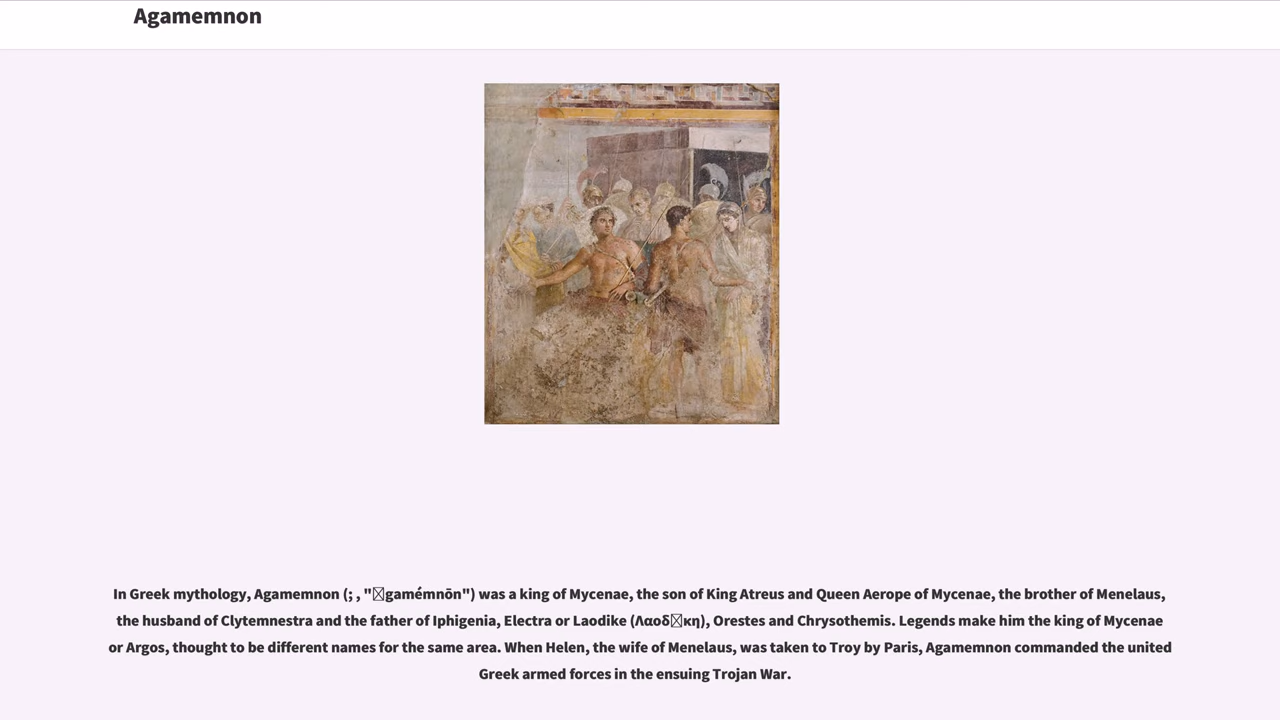 Agamemnon
In Greek mythology, Agamemnon (; , "▯gamémnōn") was a king of Mycenae, the son of King Atreus and Queen Aerope of Mycenae, the brother of Menelaus,
the husband of Clytemnestra and the father of Iphigenia, Electra or Laodike (Λαοδ▯κη), Orestes and Chrysothemis. Legends make him the king of Mycenae
or Argos, thought to be different names for the same area. When Helen, the wife of Menelaus, was taken to Troy by Paris, Agamemnon commanded the united
Greek armed forces in the ensuing Trojan War.